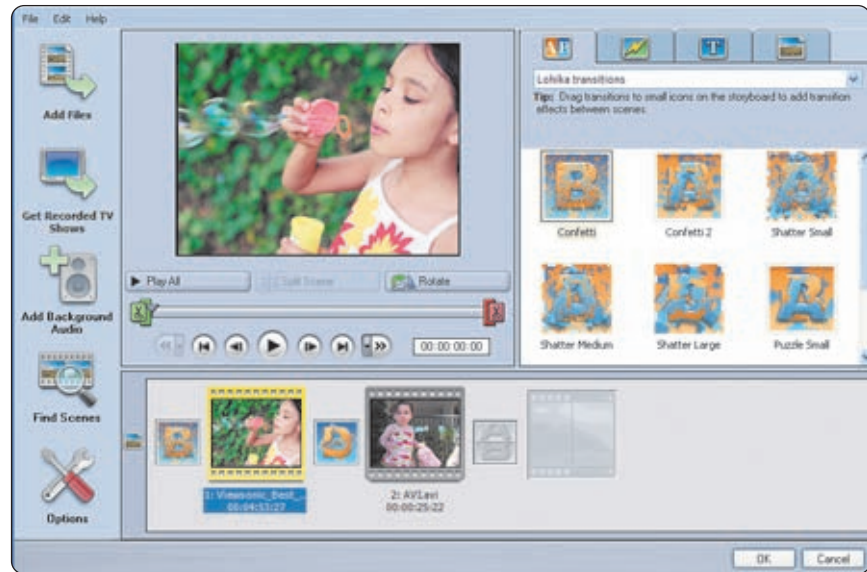 File Edit Help
Add Files
Get Recorded TV
Shows
Add Background
Audio
Find Scenes
Options
Play All
Split Scene
Rotate
00:00:00:00
A B
T
Lohika transitions
Tip: Drag transitions to small icons on the storyboard to add transition
effects between scenes.
B
Confetti
A
Confetti 2
A
Shatter Small
A
Shatter Medium
A
Shatter Large
A
Puzzle Small
B
D
A
1: Viewsonic_Best_...
00:04:53:27
2: AVI.avi
00:00:25:22
OK Cancel